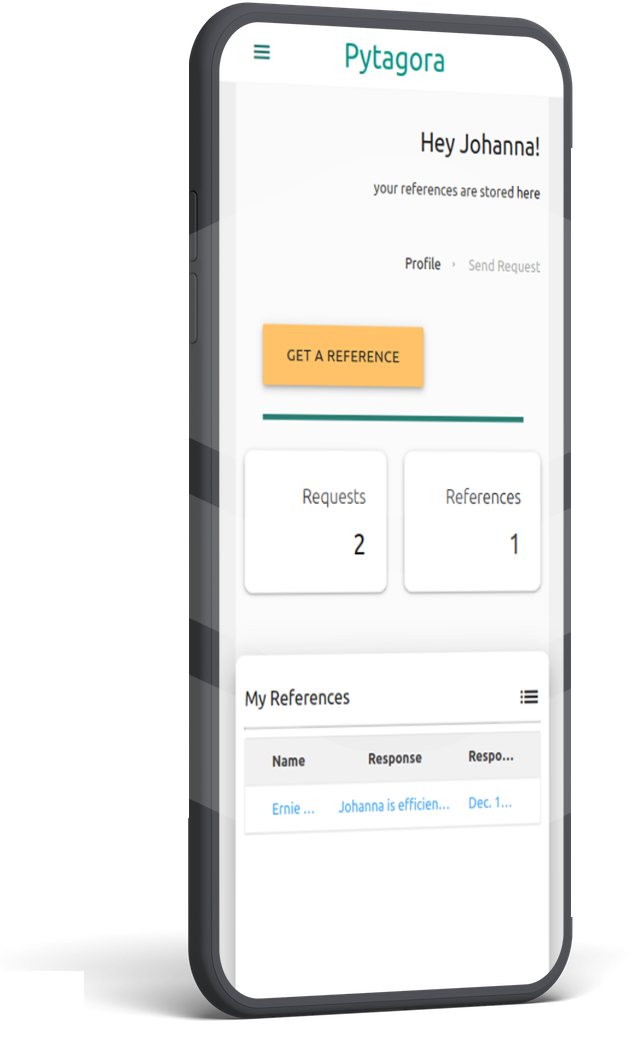 Pytagora
Hey Johanna!
your references are stored here
Profile › Send Request
GET A REFERENCE
Requests
2
References
1
My References
Name Response Respo...
Ernie ... Johanna is efficien... Dec. 1...